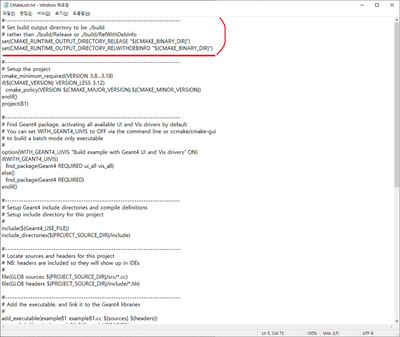 CMakeLists.txt - Windows 메모장
파일(F) 편집(E) 서식(O) 보기(V) 도움말(H)
#----------------------------------------------------------------------------
# Set build output directory to be ./build
# rather than ./build/Release or ./build/RelWithDebInfo
set(CMAKE_RUNTIME_OUTPUT_DIRECTORY_RELEASE "${CMAKE_BINARY_DIR}")
set(CMAKE_RUNTIME_OUTPUT_DIRECTORY_RELWITHDEBINFO "${CMAKE_BINARY_DIR}")
#----------------------------------------------------------------------------
# Setup the project
cmake_minimum_required(VERSION 3.8...3.18)
if(${CMAKE_VERSION} VERSION_LESS 3.12)
cmake_policy(VERSION ${CMAKE_MAJOR_VERSION}.${CMAKE_MINOR_VERSION})
endif()
project(B1)
#----------------------------------------------------------------------------
# Find Geant4 package, activating all available UI and Vis drivers by default
# You can set WITH_GEANT4_UIVIS to OFF via the command line or ccmake/cmake-gui
# to build a batch mode only executable
#
option(WITH_GEANT4_UIVIS "Build example with Geant4 UI and Vis drivers" ON)
if(WITH_GEANT4_UIVIS)
find_package(Geant4 REQUIRED ui_all vis_all)
else()
find_package(Geant4 REQUIRED)
endif()
#----------------------------------------------------------------------------
# Setup Geant4 include directories and compile definitions
# Setup include directory for this project
#
include(${Geant4_USE_FILE})
include_directories(${PROJECT_SOURCE_DIR}/include)
#----------------------------------------------------------------------------
# Locate sources and headers for this project
# NB: headers are included so they will show up in IDEs
#
file(GLOB sources ${PROJECT_SOURCE_DIR}/src/*.cc)
file(GLOB headers ${PROJECT_SOURCE_DIR}/include/*.hh)
#----------------------------------------------------------------------------
# Add the executable, and link it to the Geant4 libraries
#
add_executable(exampleB1 exampleB1.cc ${sources} ${headers})
Ln 5, Col 73 100% Unix (LF) UTF-8